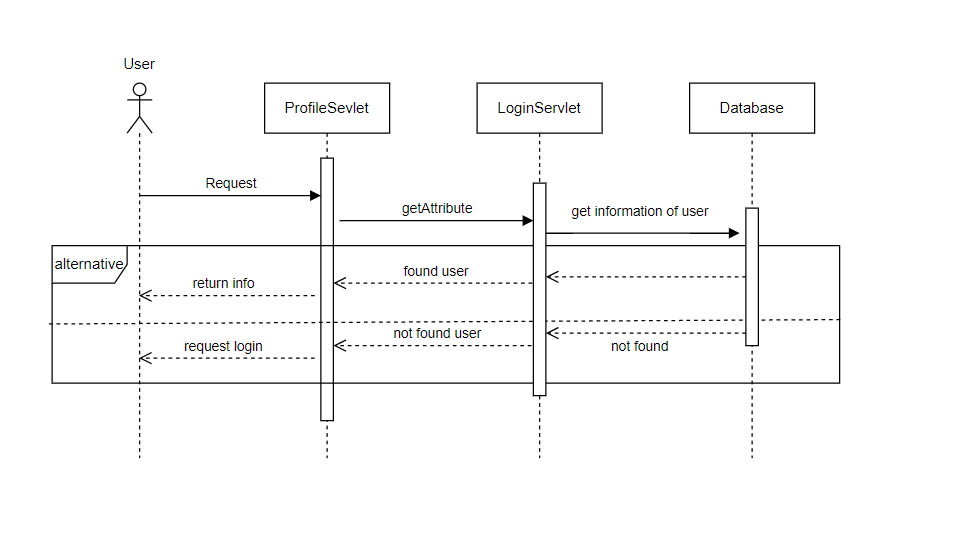 User
ProfileSevlet
LoginServlet
Database
Request
getAttribute
get information of user
alternative
found user
return info
not found user
not found
request login